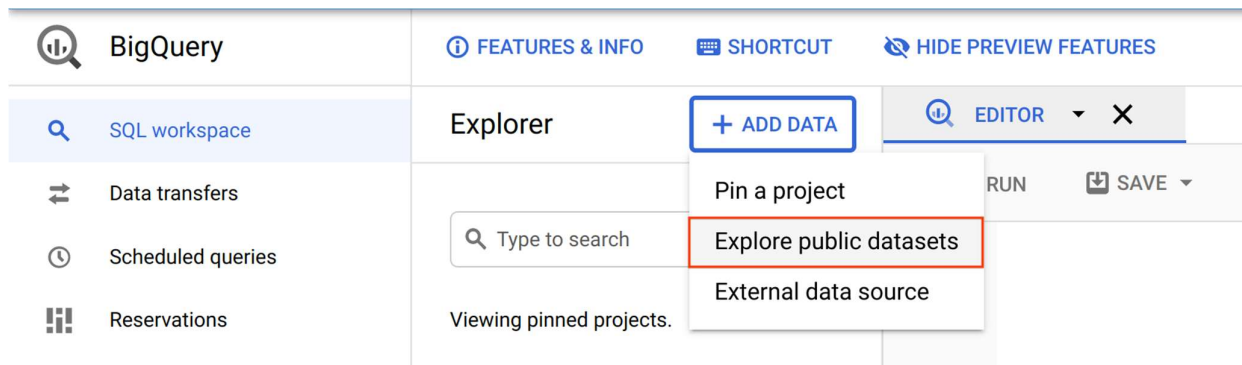 BigQuery
FEATURES & INFO
SHORTCUT
HIDE PREVIEW FEATURES
SQL workspace
Data transfers
Scheduled queries
Reservations
Explorer
+ ADD DATA
Type to search
Viewing pinned projects.
Pin a project
Explore public datasets
External data source
EDITOR
RUN
SAVE